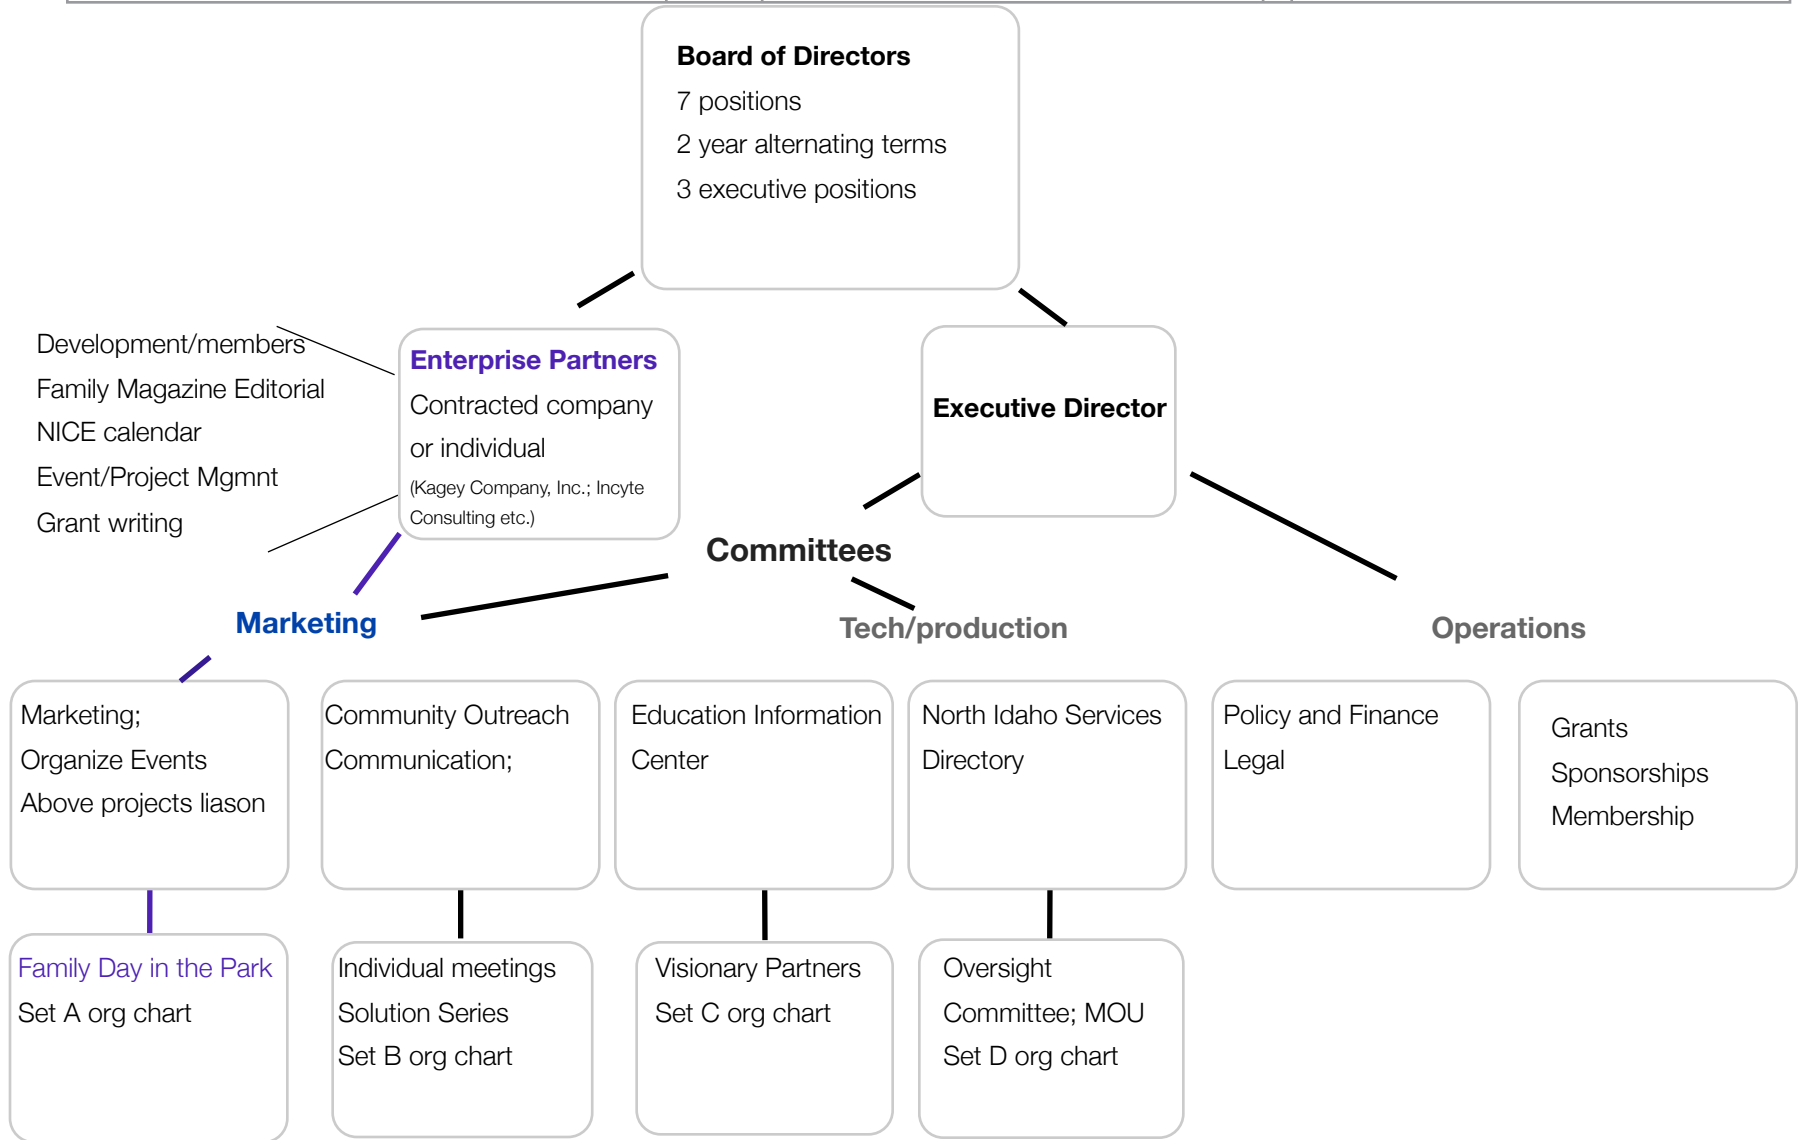 Board of Directors
7 positions
2 year alternating terms
3 executive positions
Development/members
Family Magazine Editorial
NICE calendar
Event/Project Mgmnt
Grant writing
Enterprise Partners
Contracted company
or individual
(Kagey Company, Inc.; Incyte
Consulting etc.)
Executive Director
Committees
Marketing
Tech/production
Operations
Marketing;
Organize Events
Above projects liason
Community Outreach
Communication;
Education Information
Center
North Idaho Services
Directory
Policy and Finance
Legal
Grants
Sponsorships
Membership
Family Day in the Park
Set A org chart
Individual meetings
Solution Series
Set B org chart
Visionary Partners
Set C org chart
Oversight
Committee; MOU
Set D org chart